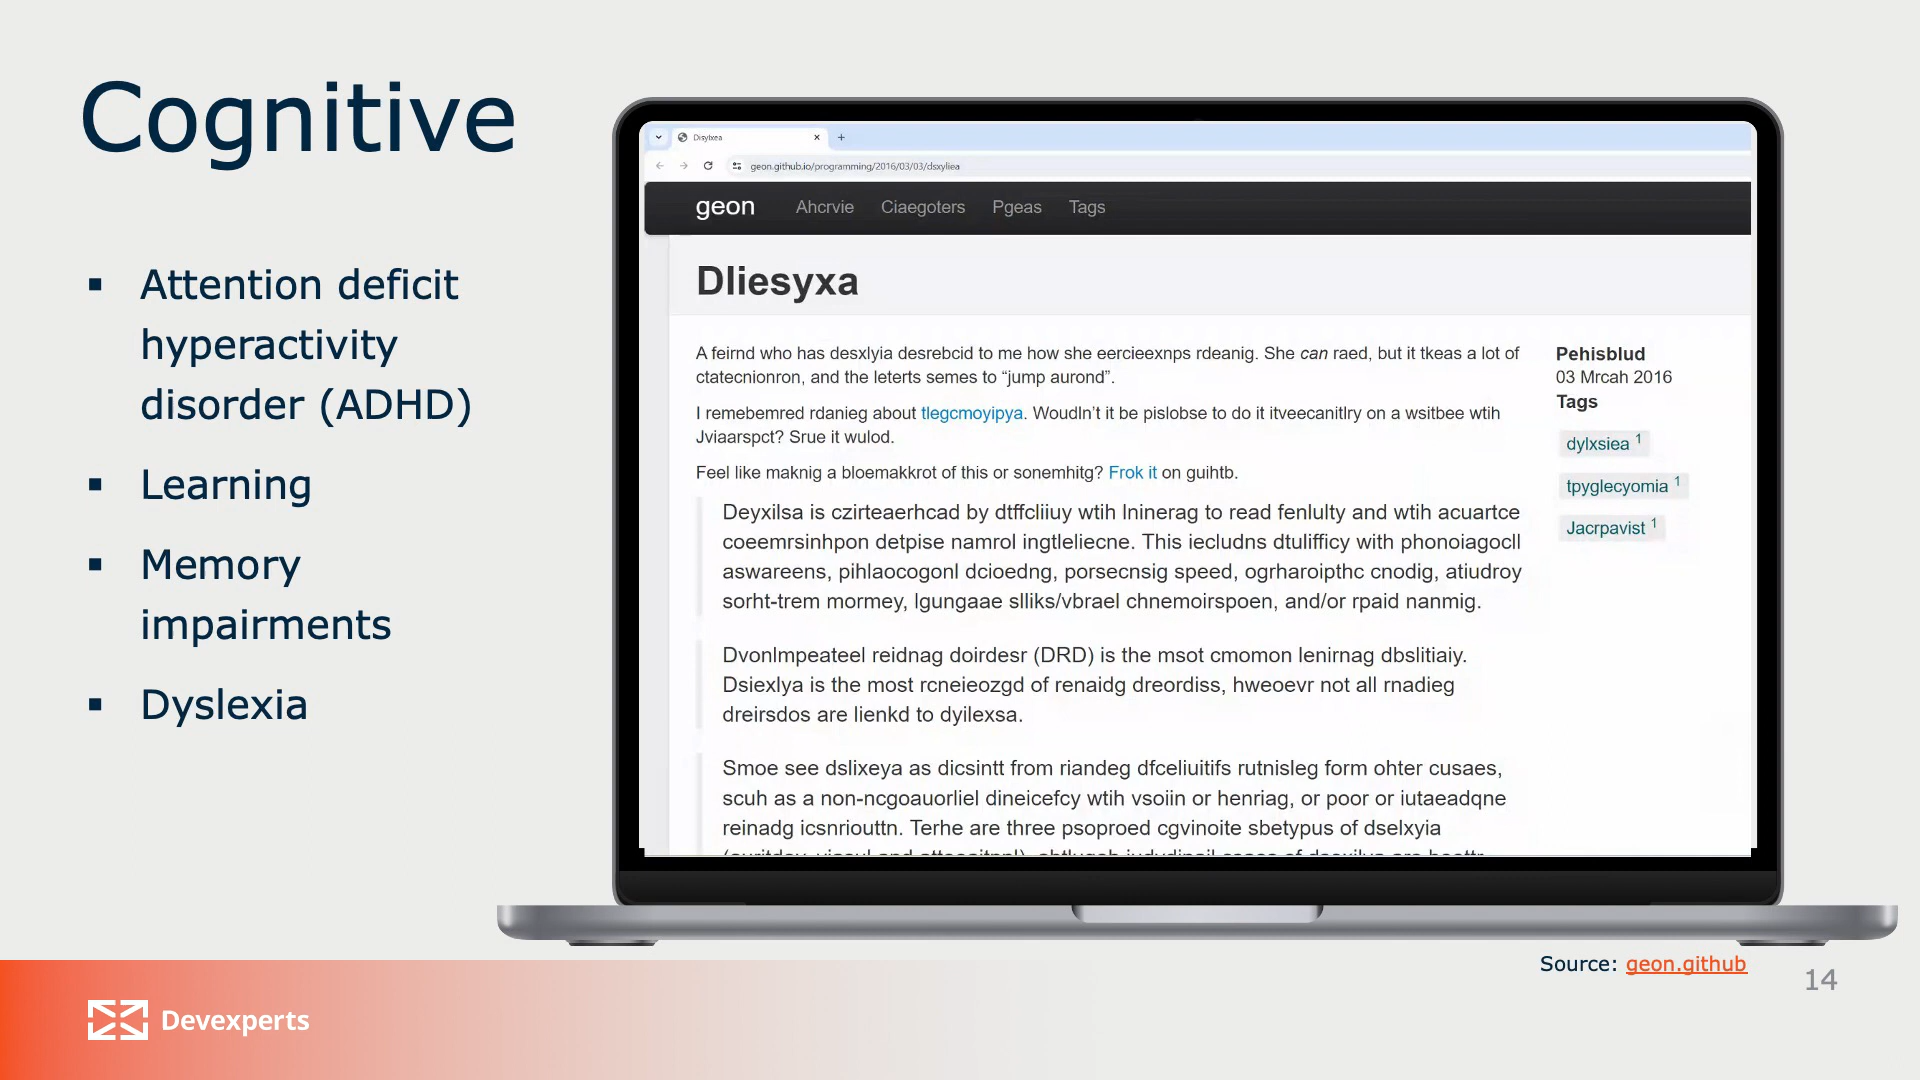 Cognitive
▪ Attention deficit
hyperactivity
disorder (ADHD)
▪ Learning
▪ Memory
impairments
▪ Dyslexia
Disylxea
geon.github.io/programming/2016/03/03/dsxyliea
geon Ahcrvie Ciaegoters Pgeas Tags
Dliesyxa
A feirnd who has desxlyia desrebcid to me how she eercieexnps rdeanig. She can raed, but it tkeas a lot of
ctatecnionron, and the leterts semes to “jump aurond”.
I remebemred rdanieg about tlegcmoyipya. Woudln’t it be pislobse to do it itveecanitlry on a wsitbee wtih
Jviaarspct? Srue it wulod.
Feel like maknig a bloemakkrot of this or sonemhitg? Frok it on guihtb.
Deyxilsa is czirteaerhcad by dtffcliiuy wtih lninerag to read fenlulty and wtih acuartce
coeemrsinhpon detpise namrol ingtleliecne. This iecludns dtulifficy with phonoiagocll
aswareens, pihlaocogonl dcioedng, porsecnsig speed, ogrharoipthc cnodig, atiudroy
sorht-trem mormey, lgungaae slliks/vbrael chnemoirspoen, and/or rpaid nanmig.
Dvonlmpeateel reidnag doirdesr (DRD) is the msot cmomon lenirnag dbslitiaiy.
Dsiexlya is the most rcneieozgd of renaidg dreordiss, hweoevr not all rnadieg
dreirsdos are lienkd to dyilexsa.
Smoe see dslixeya as dicsintt from riandeg dfceliuitifs rutnisleg form ohter cusaes,
scuh as a non-ncgoauorliel dineicefcy wtih vsoiin or henriag, or poor or iutaeadqne
reinadg icsnriouttn. Terhe are three psoproed cgvinoite sbetypus of dselxyia
Pehisblud
03 Mrcah 2016
Tags
dylxsiea 1
tpyglecyomia 1
Jacrpavist 1
Source: geon.github
14
Devexperts